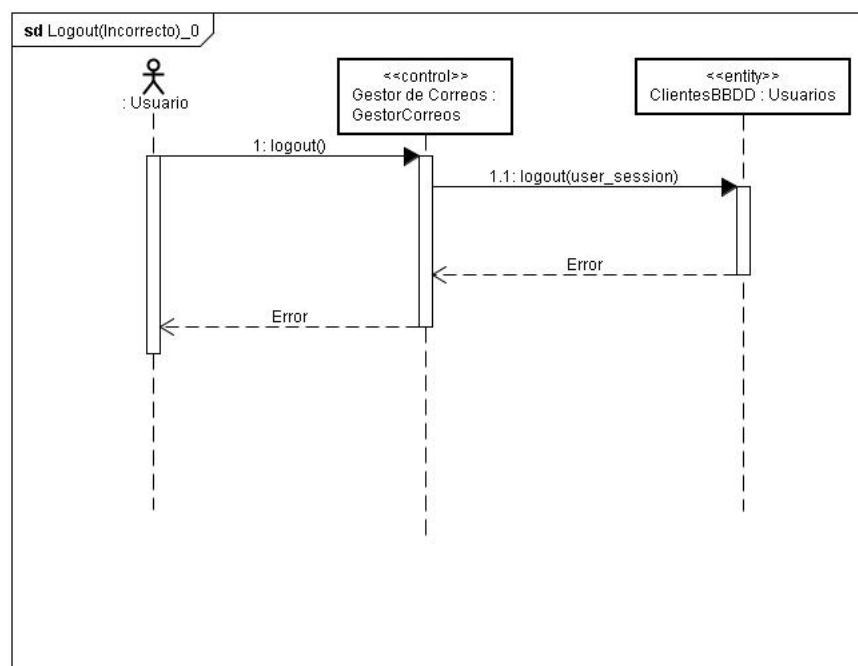 sd Logout(Incorrecto)_0
: Usuario
<<control>>
Gestor de Correos :
GestorCorreos
<<entity>>
ClientesBBDD : Usuarios
1: logout()
1.1: logout(user_session)
Error
Error